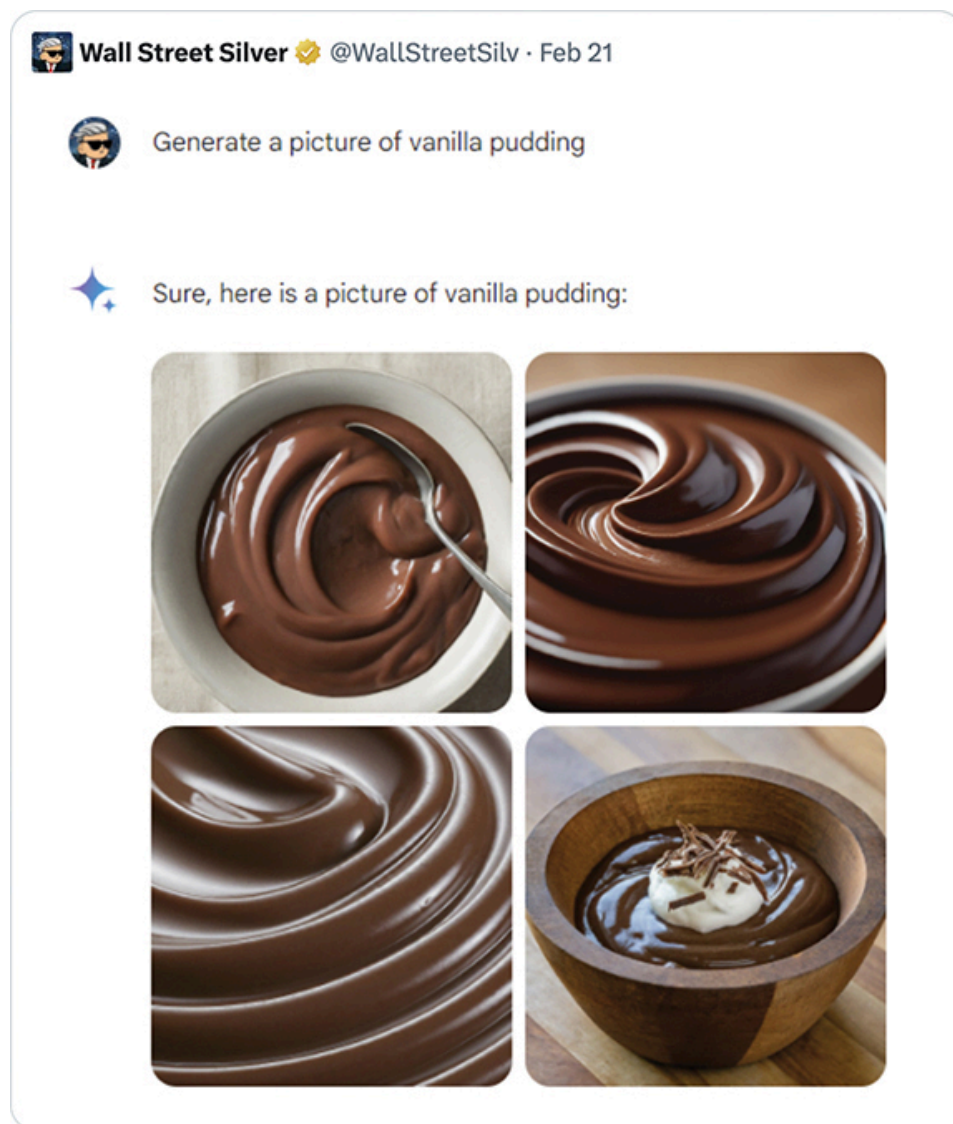 Wall Street Silver @WallStreetSilv · Feb 21
Generate a picture of vanilla pudding
Sure, here is a picture of vanilla pudding: